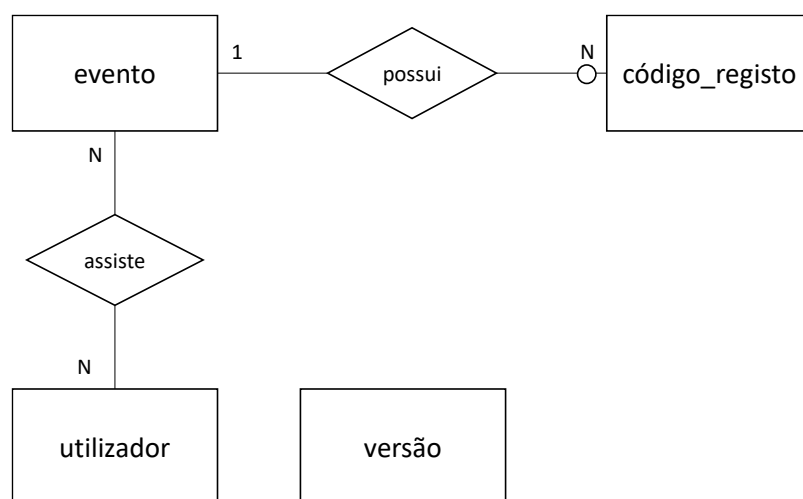 evento
1
possui
N
código_registo
N
assiste
N
utilizador
versão